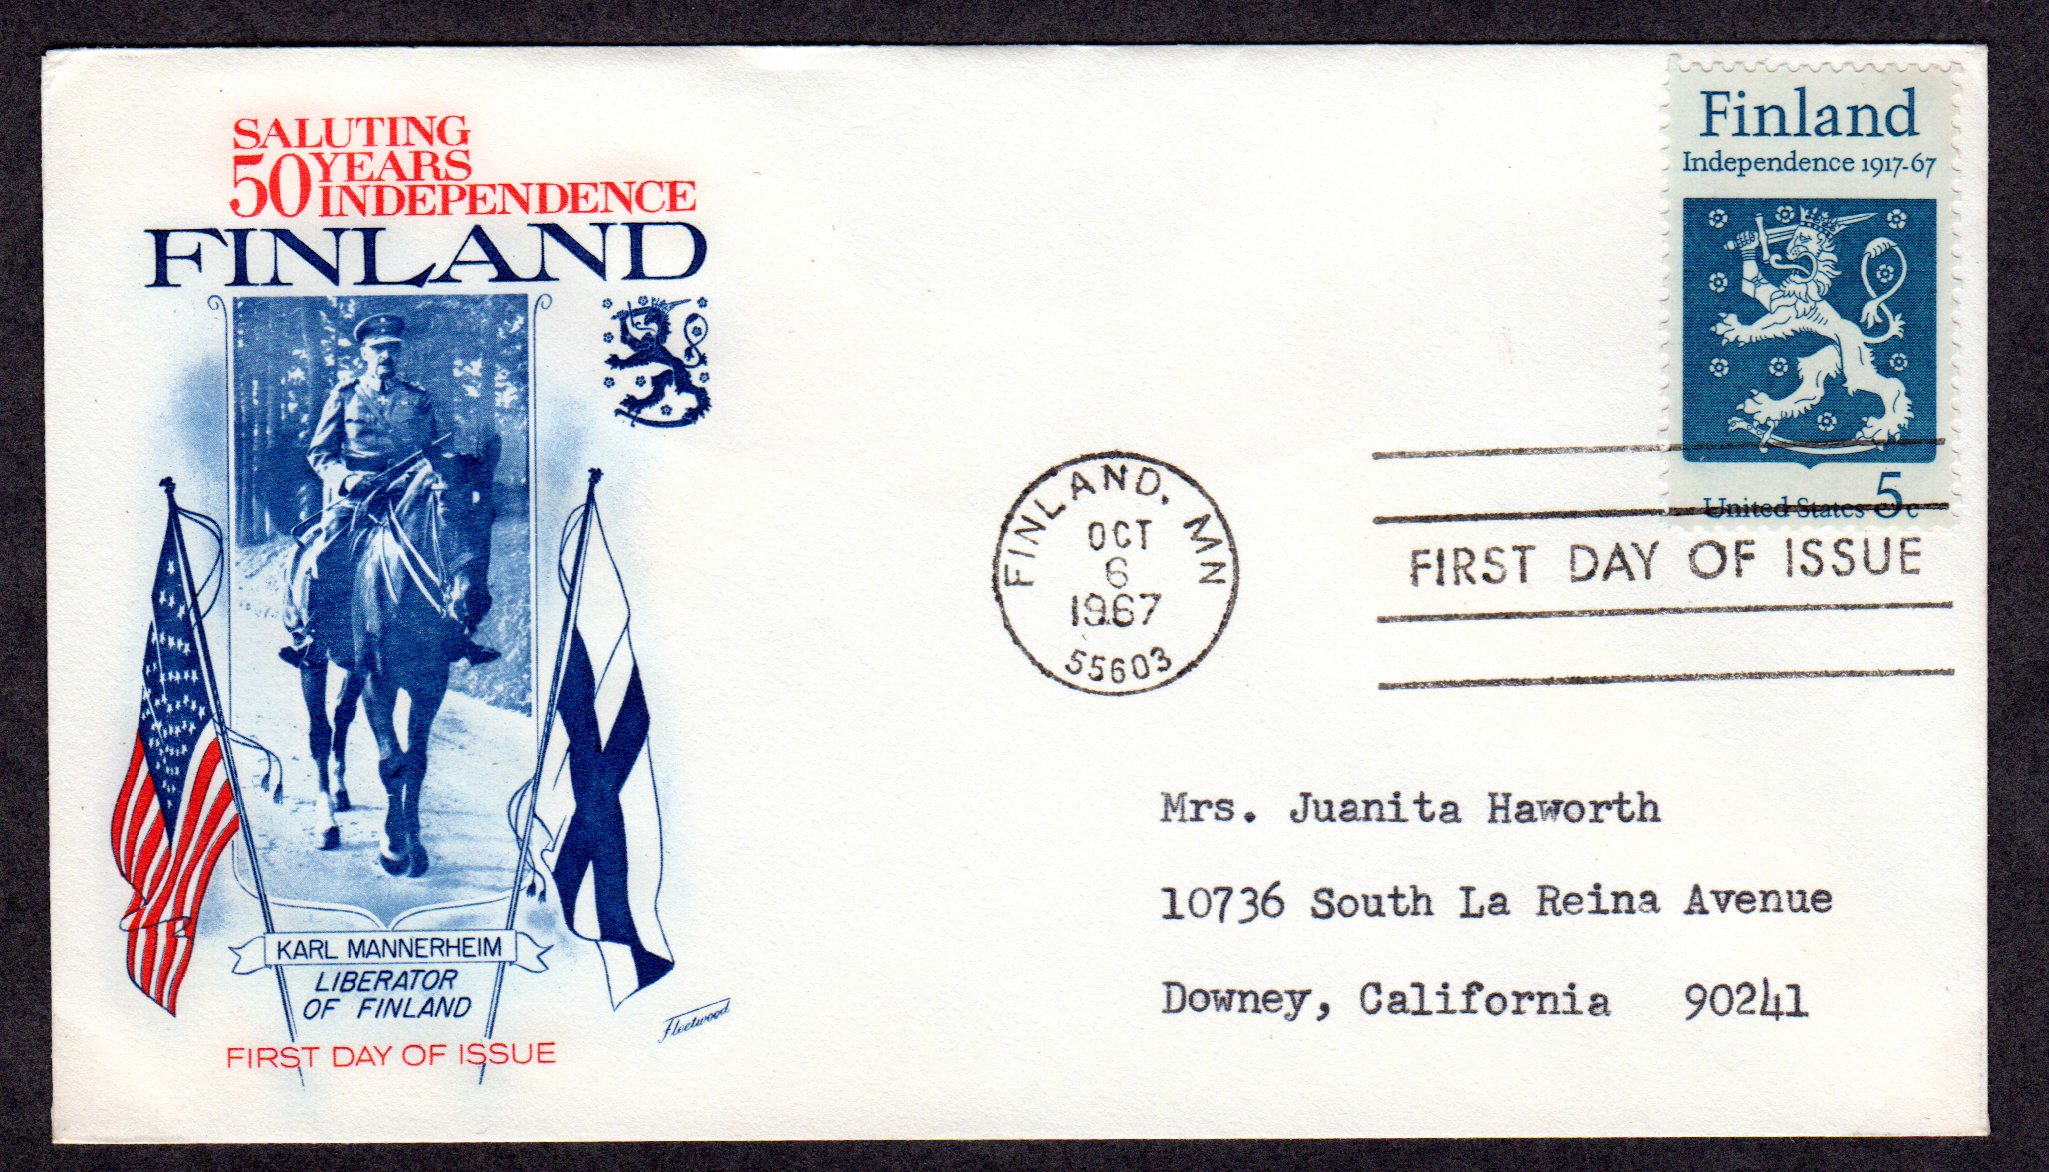 SALUTING
50 YEARS
INDEPENDENCE
FINLAND
KARL MANNERHEIM
LIBERATOR
OF FINLAND
FIRST DAY OF ISSUE
Fleetwood
Finland
Independence 1917-67
United States 5c
FINLAND, MN
OCT
6
1967
55603
FIRST DAY OF ISSUE
Mrs. Juanita Haworth
10736 South La Reina Avenue
Downey, California 90241